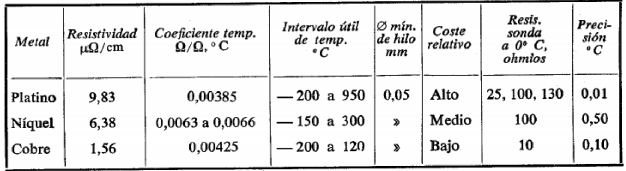 Metal | Resistividad μΩ/cm | Coeficiente temp. Ω/Ω, °C | Intervalo útil de temp. °C | Ø mín. de hilo mm | Coste relativo | Resis. sonda a 0° C, ohmios | Preci-sión °C
Platino | 9,83 | 0,00385 | — 200 a 950 | 0,05 | Alto | 25, 100, 130 | 0,01
Níquel | 6,38 | 0,0063 a 0,0066 | — 150 a 300 | » | Medio | 100 | 0,50
Cobre | 1,56 | 0,00425 | — 200 a 120 | » | Bajo | 10 | 0,10